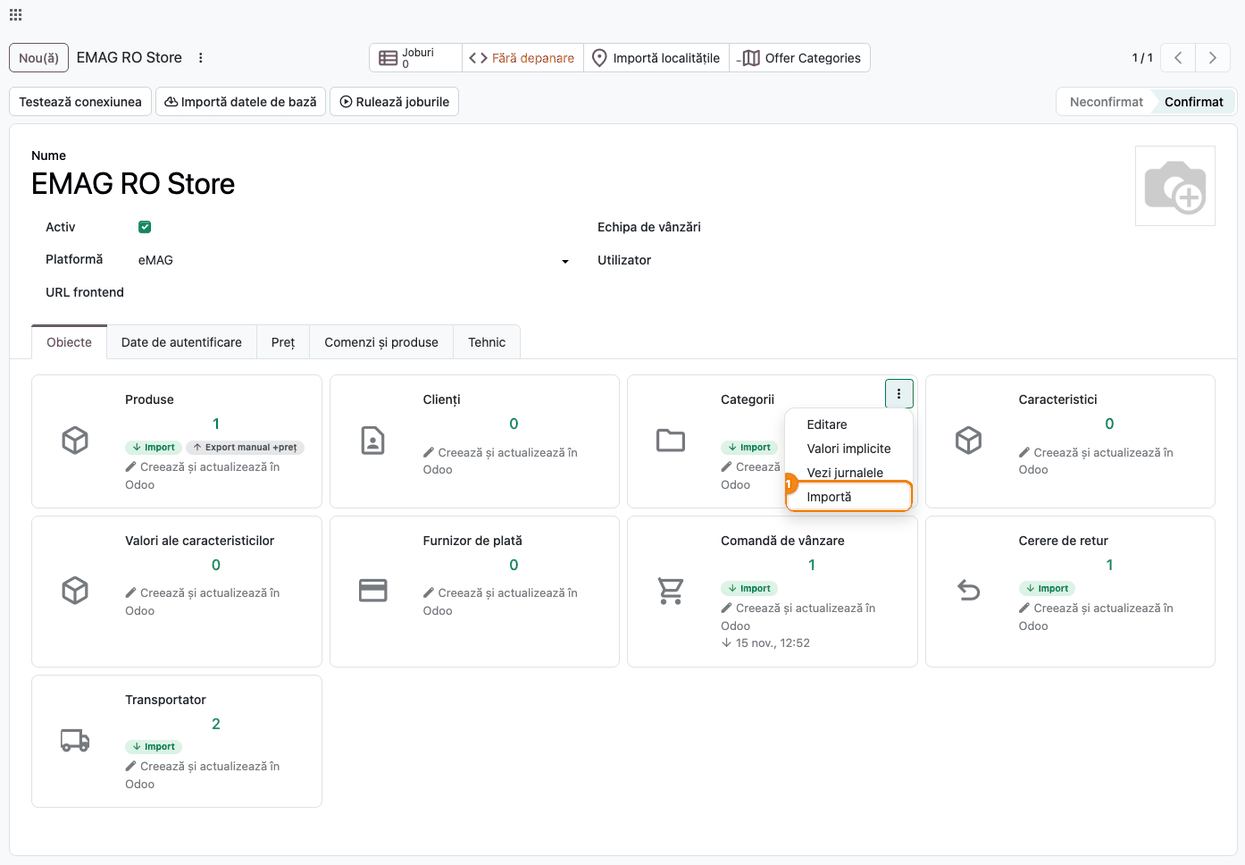 Nou(ă)
EMAG RO Store
Joburi
0
Fără depanare
Importă localitățile
Offer Categories
1 / 1
Testează conexiunea
Importă datele de bază
Rulează joburile
Neconfirmat
Confirmat
Nume
EMAG RO Store
Activ
Echipa de vânzări
Platformă
eMAG
Utilizator
URL frontend
Obiecte
Date de autentificare
Preț
Comenzi și produse
Tehnic
Produse
1
Import
Export manual +preț
Creează și actualizează în
Odoo
Clienți
0
Creează și actualizează în
Odoo
Categorii
Import
Creează
Odoo
Editare
Valori implicite
Vezi jurnalele
1
Importă
Caracteristici
0
Creează și actualizează în
Odoo
Valori ale caracteristicilor
0
Creează și actualizează în
Odoo
Furnizor de plată
0
Creează și actualizează în
Odoo
Comandă de vânzare
1
Import
Creează și actualizează în
Odoo
15 nov., 12:52
Cerere de retur
1
Import
Creează și actualizează în
Odoo
Transportator
2
Import
Creează și actualizează în
Odoo